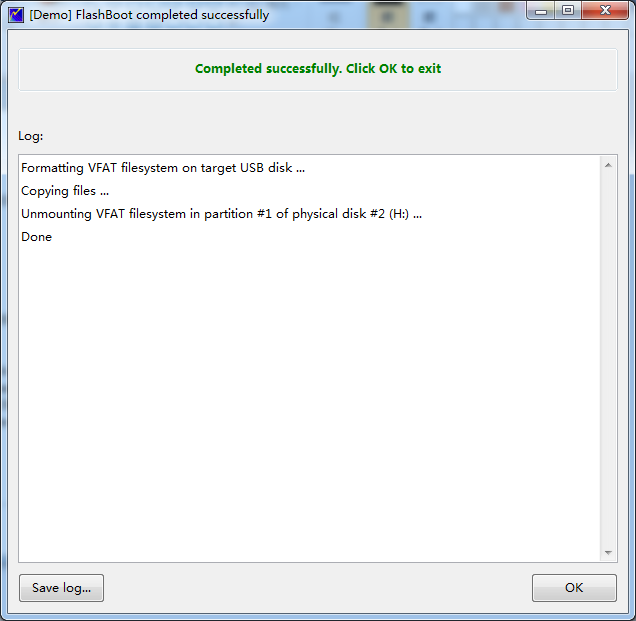 [Demo] FlashBoot completed successfully
Completed successfully. Click OK to exit
Log:
Formatting VFAT filesystem on target USB disk ...
Copying files ...
Unmounting VFAT filesystem in partition #1 of physical disk #2 (H:) ...
Done
Save log...
OK